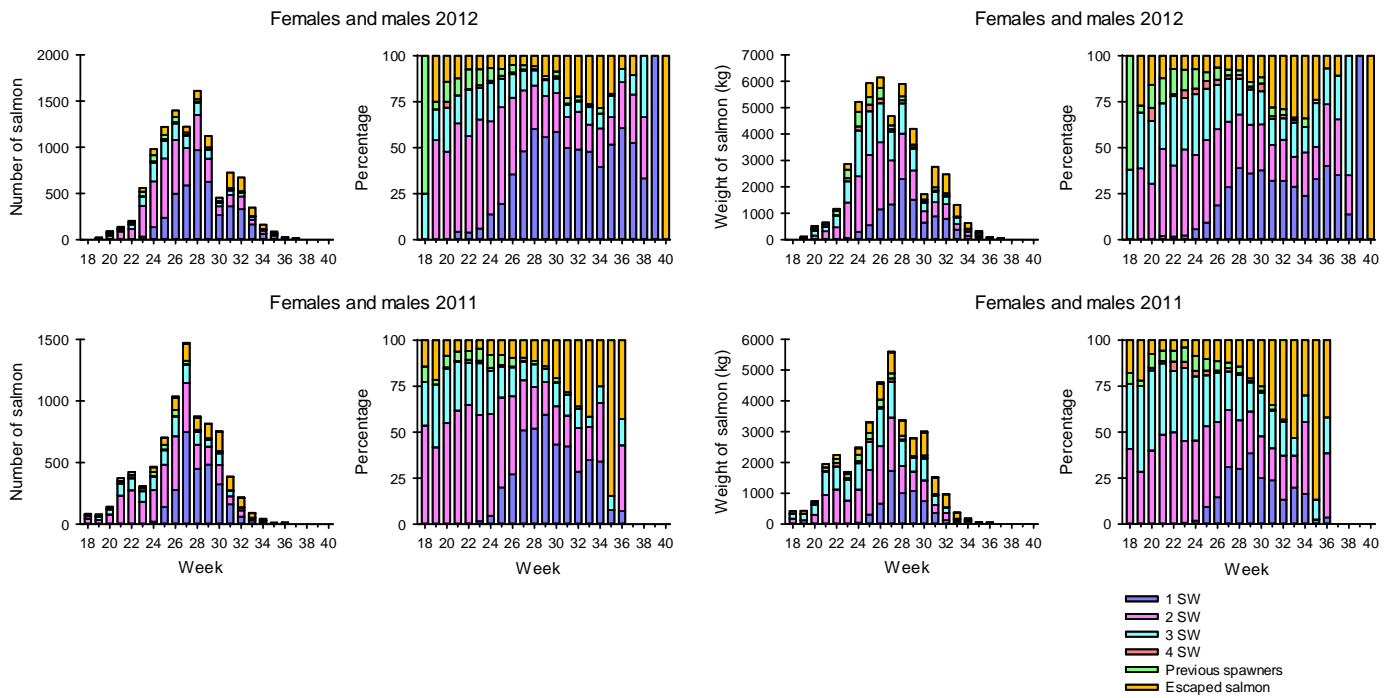 Females and males 2012
Females and males 2012
Number of salmon
2000
1500
1000
500
0
18 20 22 24 26 28 30 32 34 36 38 40
Percentage
100
75
50
25
0
18 20 22 24 26 28 30 32 34 36 38 40
Weight of salmon (kg)
7000
6000
5000
4000
3000
2000
1000
0
18 20 22 24 26 28 30 32 34 36 38 40
Percentage
100
75
50
25
0
18 20 22 24 26 28 30 32 34 36 38 40
Females and males 2011
Females and males 2011
Number of salmon
1500
1000
500
0
18 20 22 24 26 28 30 32 34 36 38 40
Week
Percentage
100
75
50
25
0
18 20 22 24 26 28 30 32 34 36 38 40
Week
Weight of salmon (kg)
6000
5000
4000
3000
2000
1000
0
18 20 22 24 26 28 30 32 34 36 38 40
Week
Percentage
100
75
50
25
0
18 20 22 24 26 28 30 32 34 36 38 40
Week
1 SW
2 SW
3 SW
4 SW
Previous spawners
Escaped salmon